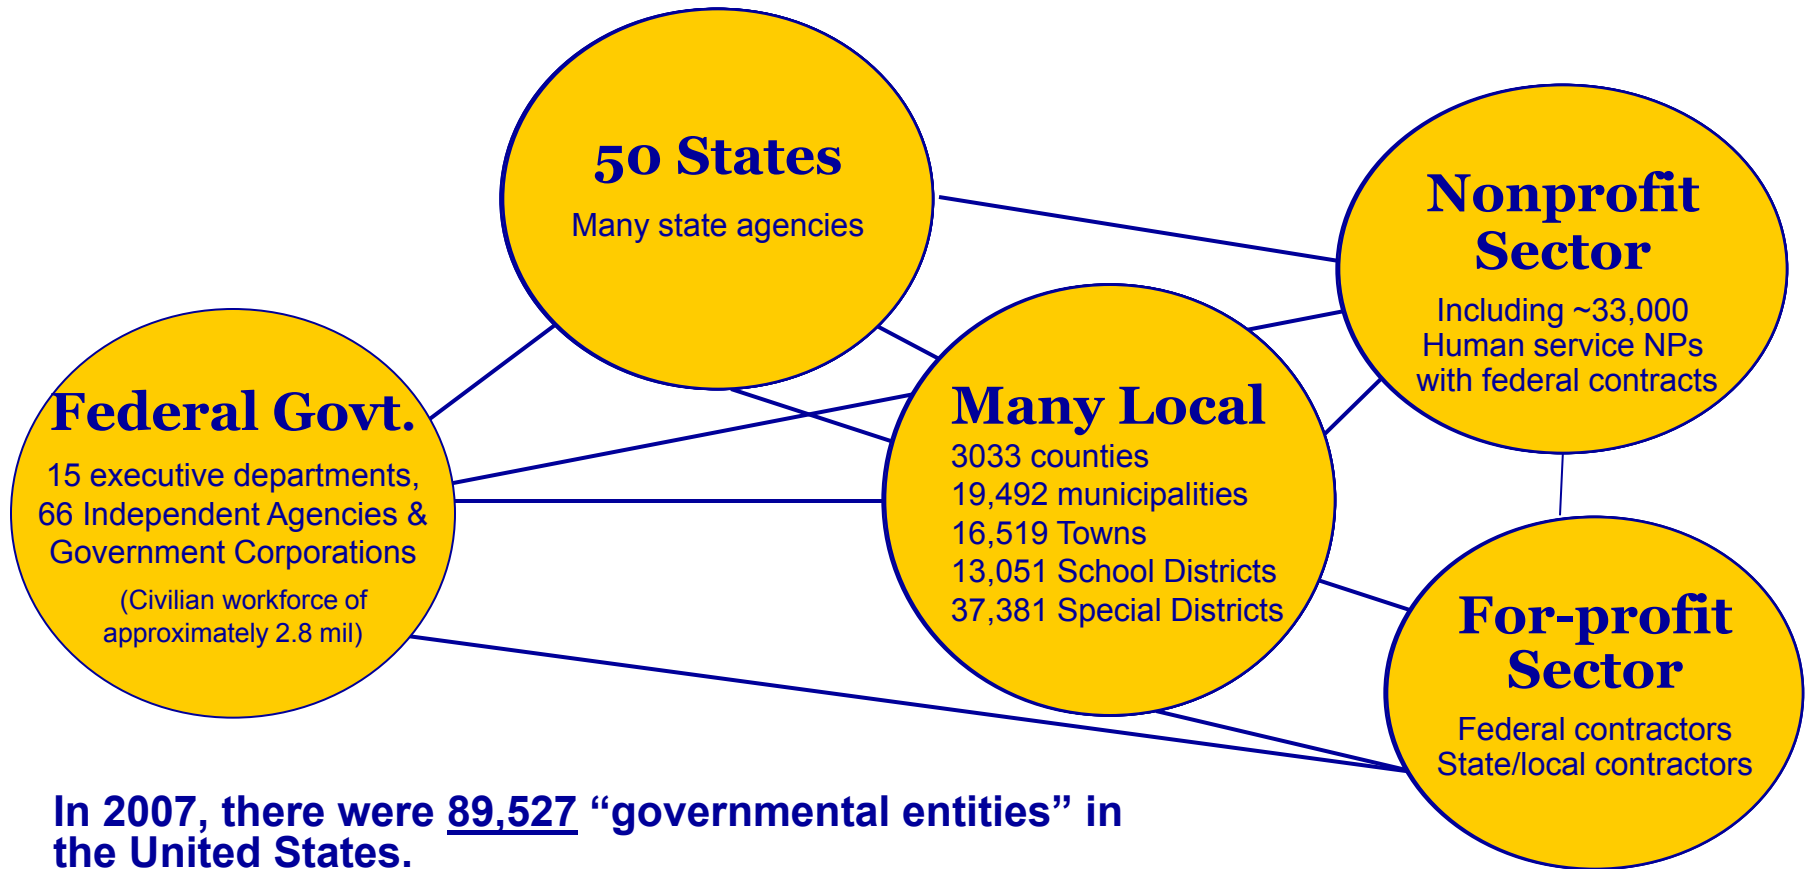 50 States
Many state agencies
Nonprofit
Sector
Including ~33,000
Human service NPs
with federal contracts
Federal Govt.
15 executive departments,
66 Independent Agencies &
Government Corporations
(Civilian workforce of
approximately 2.8 mil)
Many Local
3033 counties
19,492 municipalities
16,519 Towns
13,051 School Districts
37,381 Special Districts
For-profit
Sector
Federal contractors
State/local contractors
In 2007, there were 89,527 “governmental entities” in
the United States.